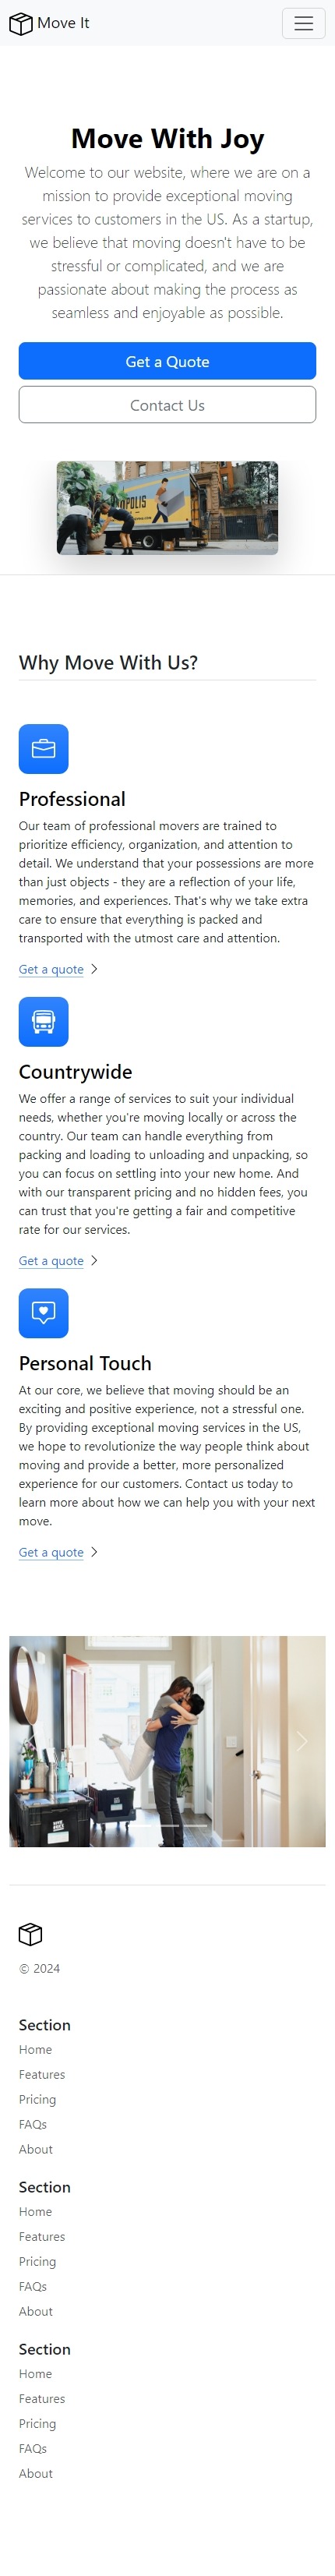 Move It
Move With Joy
Welcome to our website, where we are on a
mission to provide exceptional moving
services to customers in the US. As a startup,
we believe that moving doesn't have to be
stressful or complicated, and we are
passionate about making the process as
seamless and enjoyable as possible.
Get a Quote
Contact Us
Why Move With Us?
Professional
Our team of professional movers are trained to
prioritize efficiency, organization, and attention to
detail. We understand that your possessions are more
than just objects - they are a reflection of your life,
memories, and experiences. That's why we take extra
care to ensure that everything is packed and
transported with the utmost care and attention.
Get a quote
Countrywide
We offer a range of services to suit your individual
needs, whether you're moving locally or across the
country. Our team can handle everything from
packing and loading to unloading and unpacking, so
you can focus on settling into your new home. And
with our transparent pricing and no hidden fees, you
can trust that you're getting a fair and competitive
rate for our services.
Get a quote
Personal Touch
At our core, we believe that moving should be an
exciting and positive experience, not a stressful one.
By providing exceptional moving services in the US,
we hope to revolutionize the way people think about
moving and provide a better, more personalized
experience for our customers. Contact us today to
learn more about how we can help you with your next
move.
Get a quote
© 2024
Section
Home
Features
Pricing
FAQs
About
Section
Home
Features
Pricing
FAQs
About
Section
Home
Features
Pricing
FAQs
About